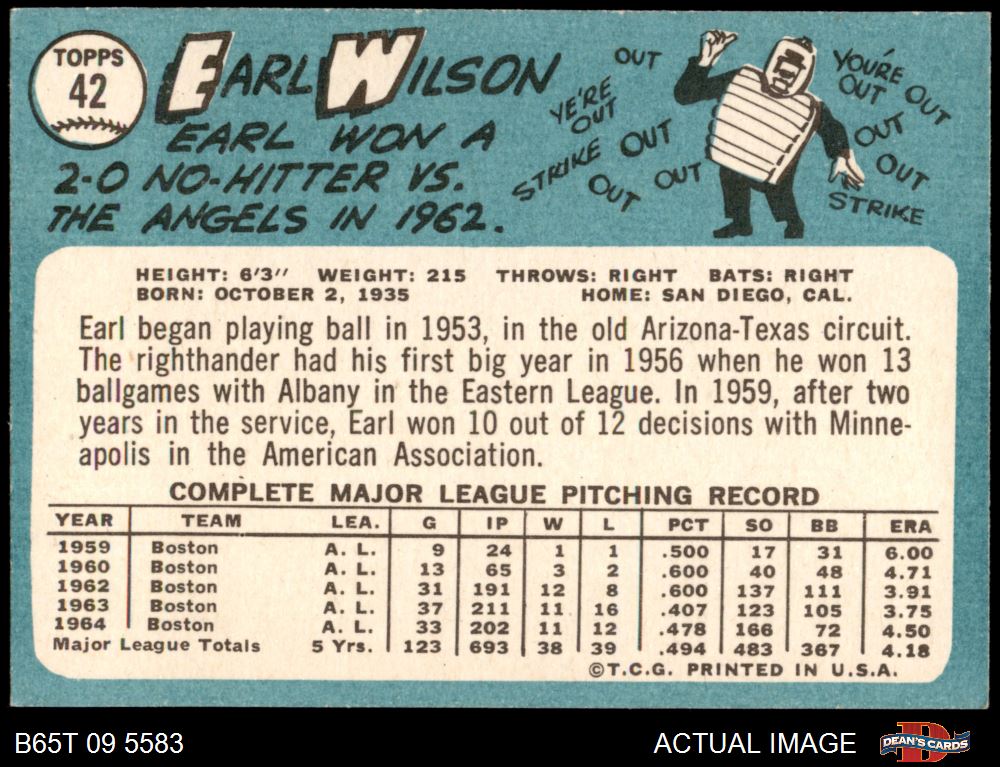 TOPPS
42
EARL WILSON
EARL WON A
2-0 NO-HITTER VS.
THE ANGELS IN 1962.
OUT
YE'RE
OUT
STRIKE
OUT
OUT
OUT
YOU'RE
OUT
OUT
OUT
OUT
STRIKE
HEIGHT: 6'3" WEIGHT: 215 THROWS: RIGHT BATS: RIGHT
BORN: OCTOBER 2, 1935 HOME: SAN DIEGO, CAL.
Earl began playing ball in 1953, in the old Arizona-Texas circuit.
The righthander had his first big year in 1956 when he won 13
ballgames with Albany in the Eastern League. In 1959, after two
years in the service, Earl won 10 out of 12 decisions with Minne-
apolis in the American Association.
COMPLETE MAJOR LEAGUE PITCHING RECORD
YEAR TEAM LEA. G IP W L PCT SO BB ERA
1959 Boston A. L. 9 24 1 1 .500 17 31 6.00
1960 Boston A. L. 13 65 3 2 .600 40 48 4.71
1962 Boston A. L. 31 191 12 8 .600 137 111 3.91
1963 Boston A. L. 37 211 11 16 .407 123 105 3.75
1964 Boston A. L. 33 202 11 12 .478 166 72 4.50
Major League Totals 5 Yrs. 123 693 38 39 .494 483 367 4.18
©T.C.G. PRINTED IN U.S.A.
B65T 09 5583
ACTUAL IMAGE
D
DEAN'S CARDS